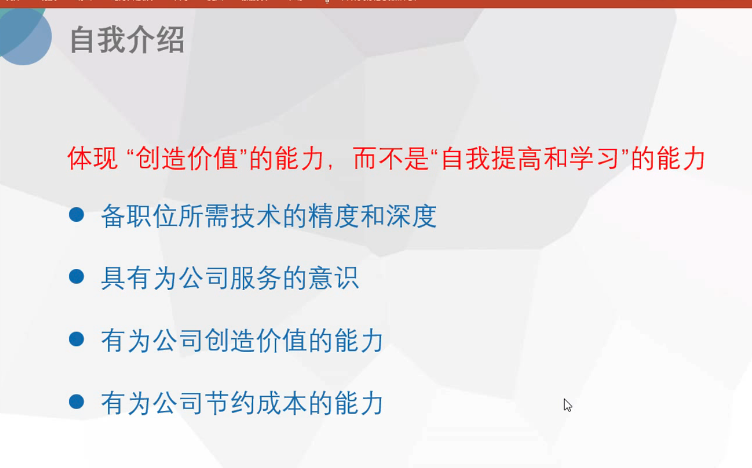 自我介绍
体现 “创造价值”的能力，而不是“自我提高和学习”的能力
● 备职位所需技术的精度和深度
● 具有为公司服务的意识
● 有为公司创造价值的能力
● 有为公司节约成本的能力